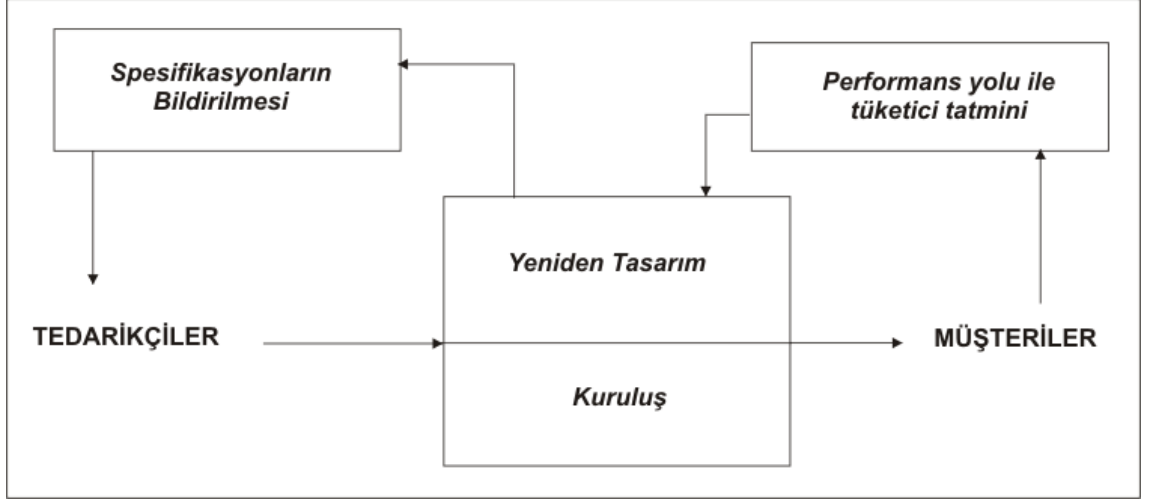 Spesifikasyonların
Bildirilmesi
Performans yolu ile
tüketici tatmini
Yeniden Tasarım
TEDARİKÇİLER
MÜŞTERİLER
Kuruluş